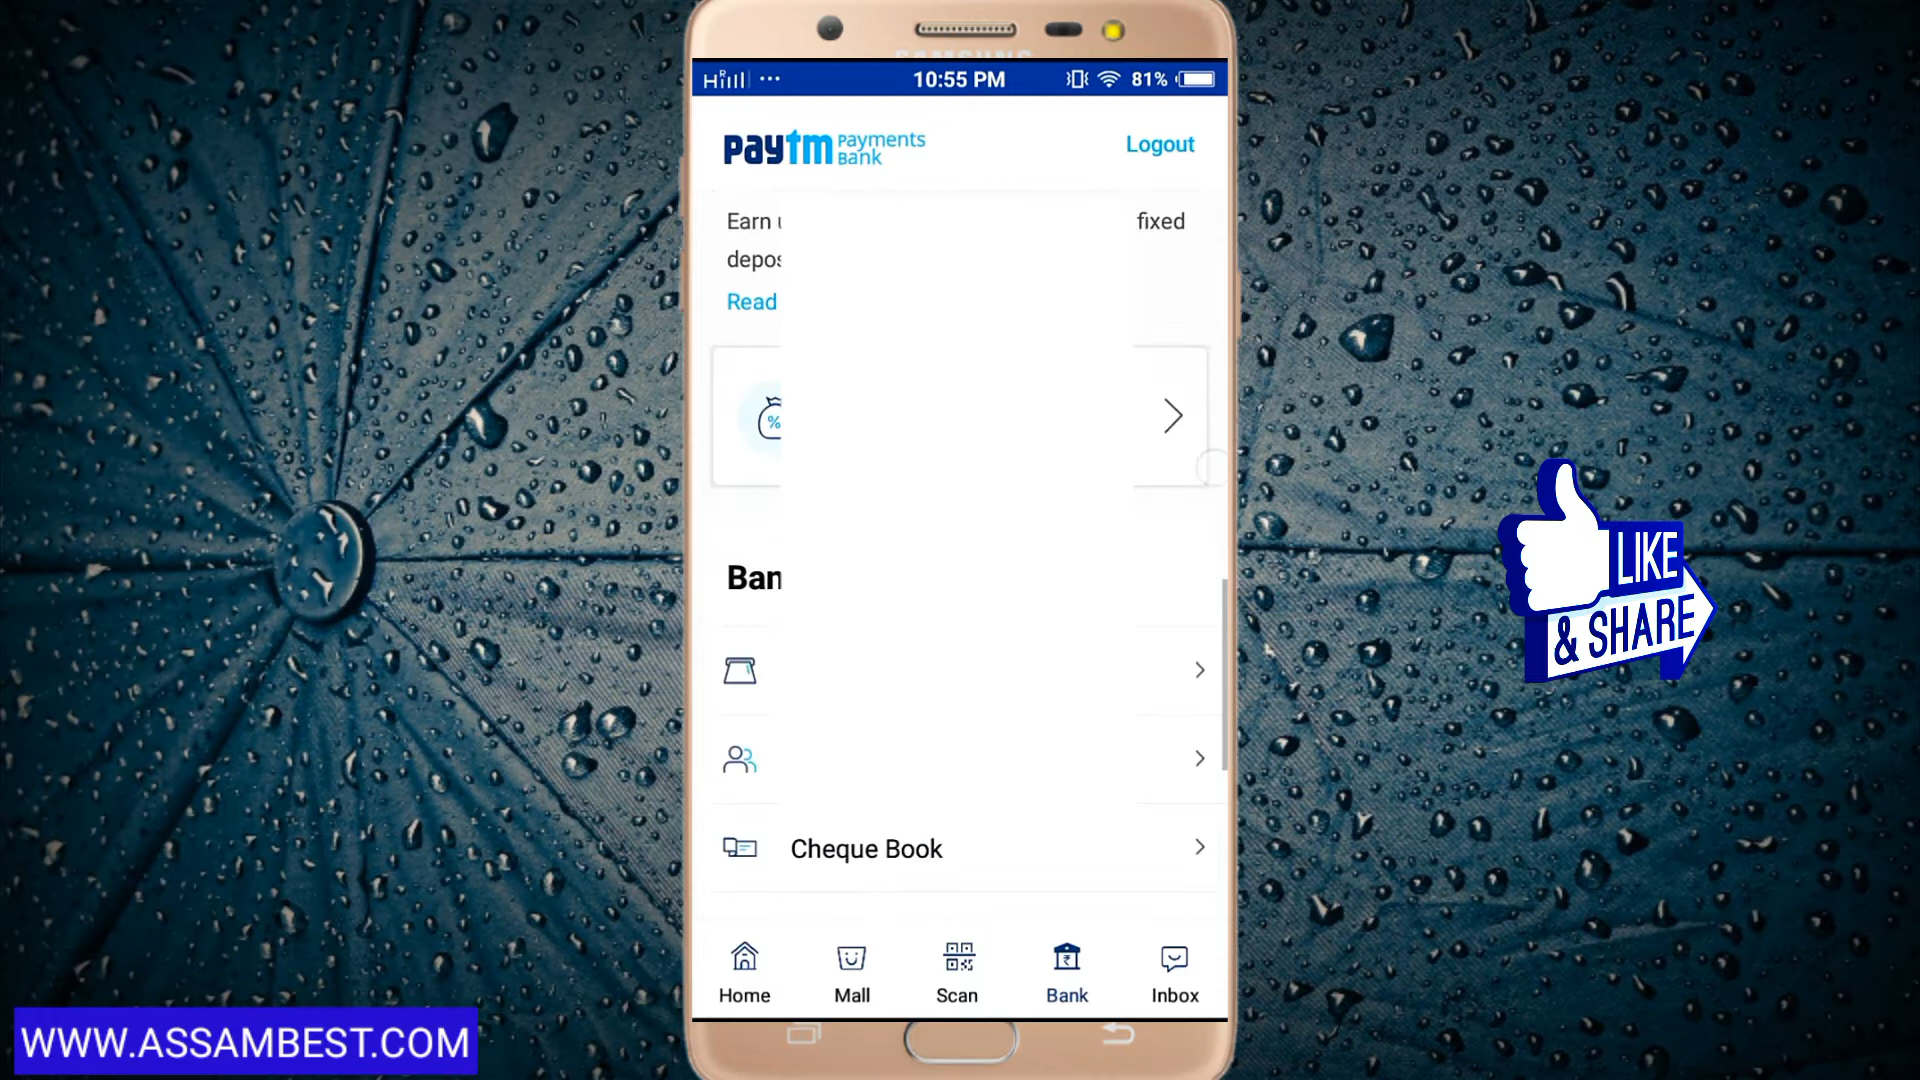 SAMSUNG
10:55 PM
81%
paytm Payments Bank
Logout
Earn fixed
depos
Read
%
Ban
Cheque Book
Home
Mall
Scan
Bank
Inbox
LIKE
& SHARE
WWW.ASSAMBEST.COM